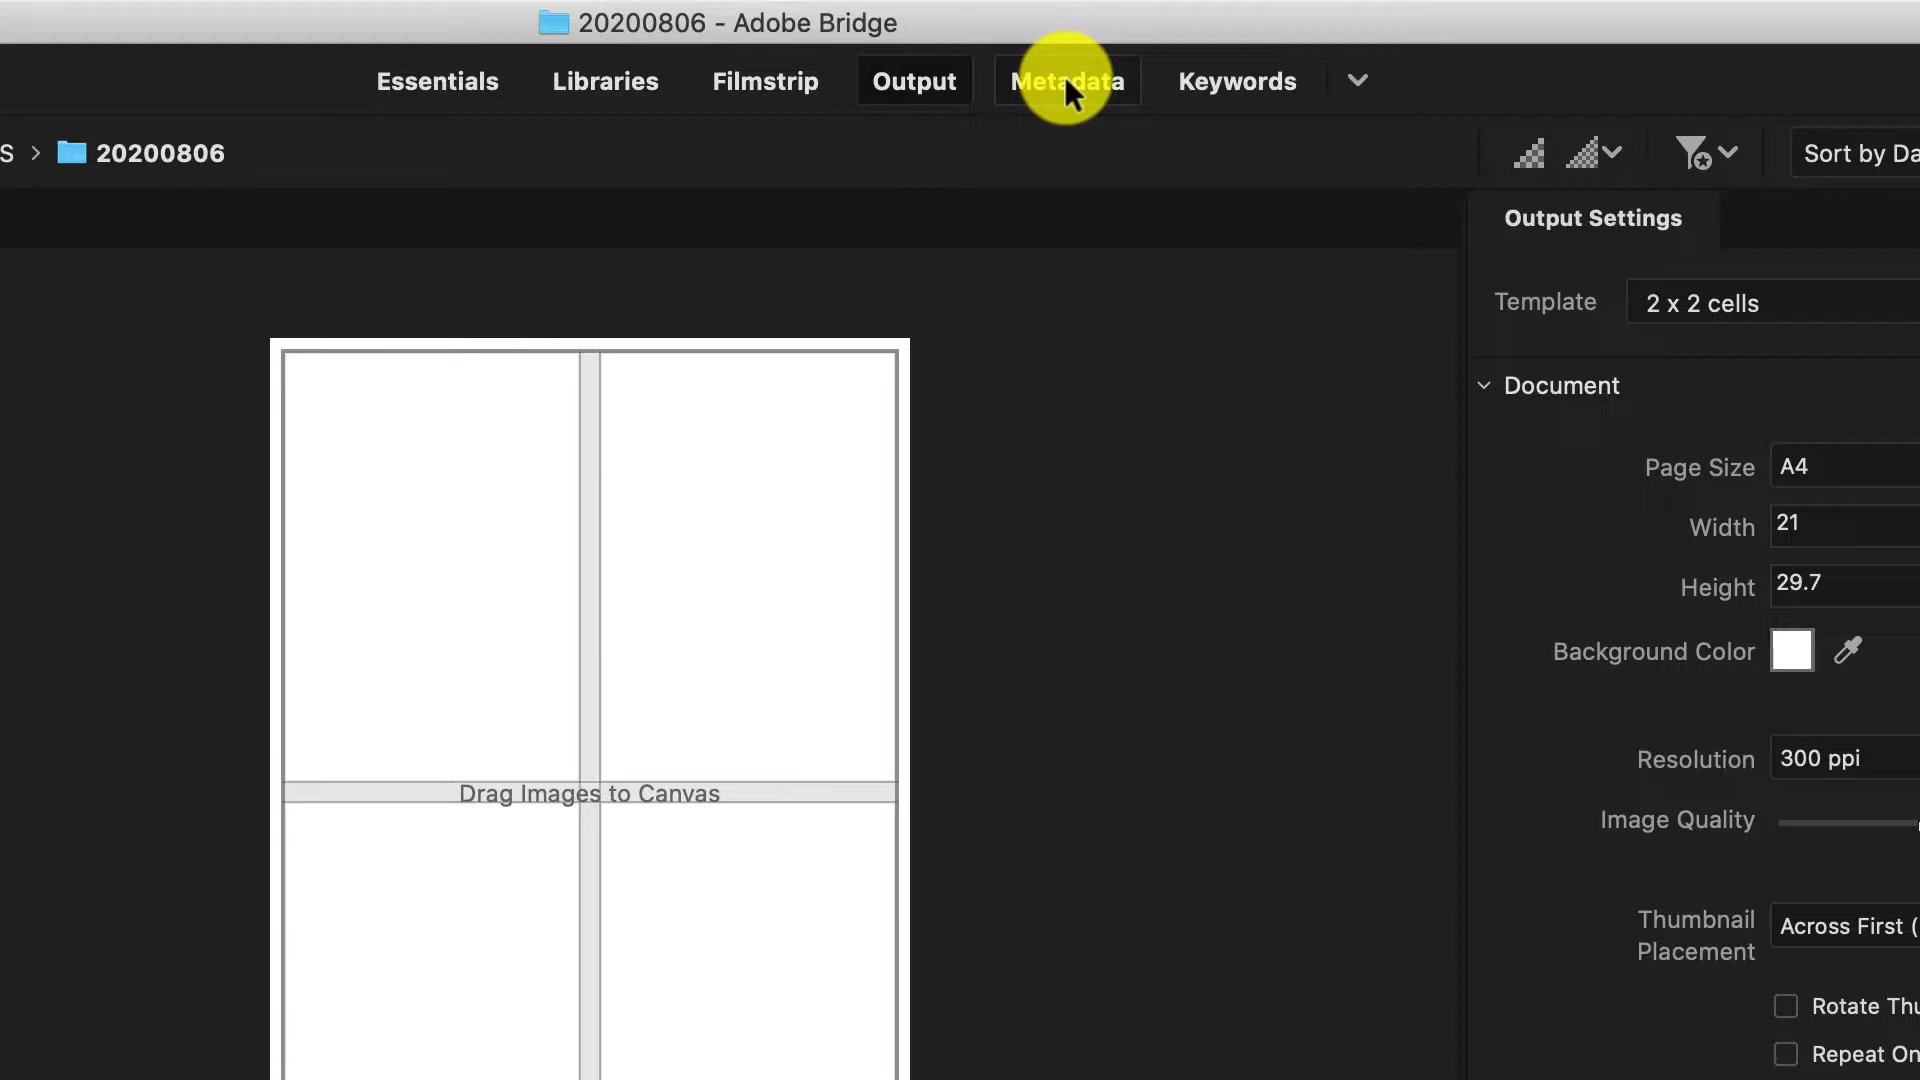 20200806 - Adobe Bridge
Essentials Libraries Filmstrip Output Metadata Keywords
S > 20200806
Sort by Da
Output Settings
Template 2 x 2 cells
Document
Page Size A4
Width 21
Height 29.7
Background Color
Resolution 300 ppi
Drag Images to Canvas
Image Quality
Thumbnail
Placement
Across First (
Rotate Thu
Repeat On